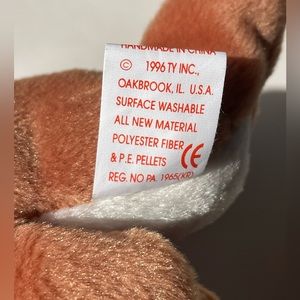 HANDMADE IN CHINA
© 1996 TY INC.,
OAKBROOK, IL. U.S.A.
SURFACE WASHABLE
ALL NEW MATERIAL
POLYESTER FIBER
& P.E. PELLETS CE
REG. NO PA. 1965(KR)